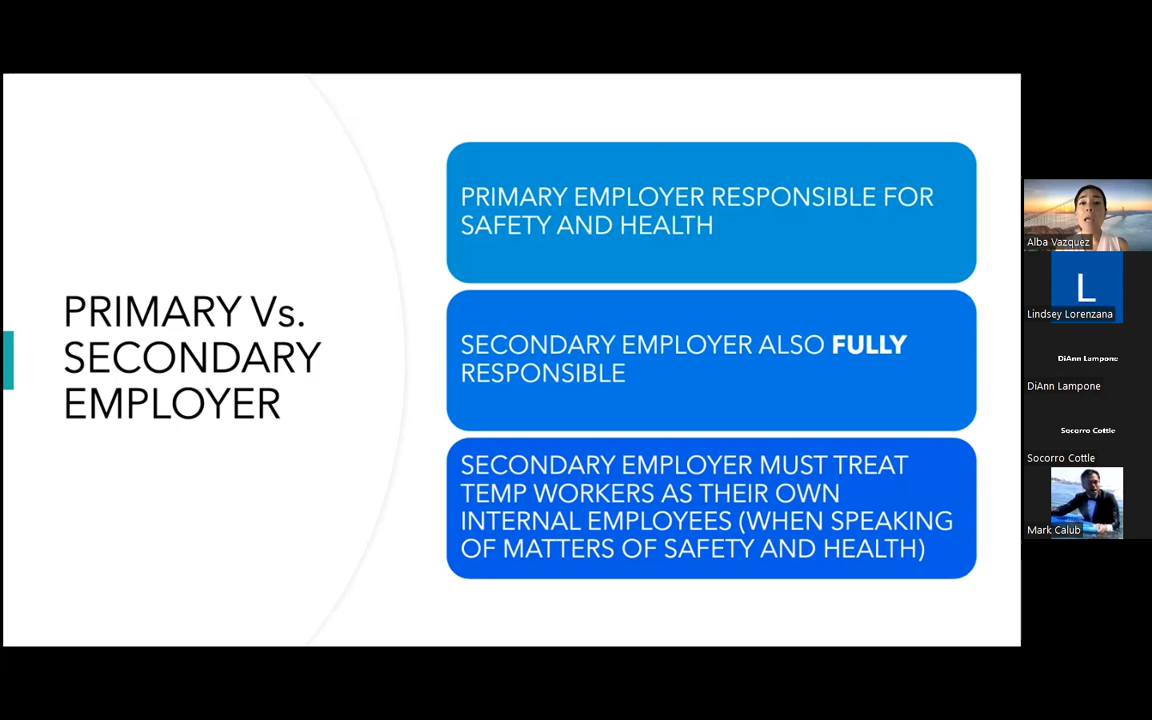 PRIMARY Vs.
SECONDARY
EMPLOYER
PRIMARY EMPLOYER RESPONSIBLE FOR
SAFETY AND HEALTH
SECONDARY EMPLOYER ALSO FULLY
RESPONSIBLE
SECONDARY EMPLOYER MUST TREAT
TEMP WORKERS AS THEIR OWN
INTERNAL EMPLOYEES (WHEN SPEAKING
OF MATTERS OF SAFETY AND HEALTH)
Alba Vazquez
L
Lindsey Lorenzana
DiAnn Lampone
DiAnn Lampone
Socorro Cottle
Socorro Cottle
Mark Calub